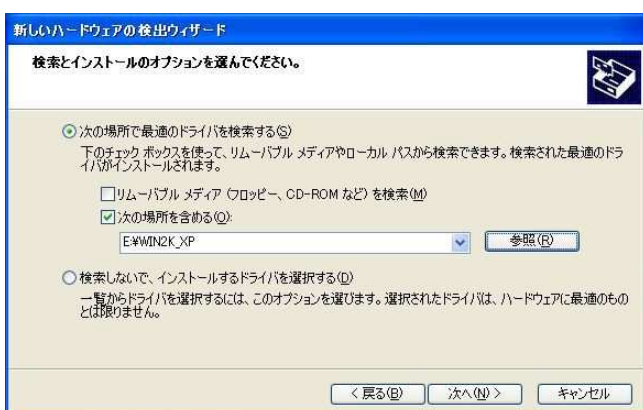 新しいハードウェアの検出ウィザード
検索とインストールのオプションを選んでください。
次の場所で最適のドライバを検索する(S)
下のチェック ボックスを使って、リムーバブル メディアやローカル パスから検索できます。検索された最適のドラ
イバがインストールされます。
リムーバブル メディア (フロッピー、CD-ROM など) を検索(M)
次の場所を含める(O):
E:¥WIN2K_XP
参照(R)
検索しないで、インストールするドライバを選択する(D)
一覧からドライバを選択するには、このオプションを選びます。選択されたドライバは、ハードウェアに最適のもの
とは限りません。
< 戻る(B)
次へ(N) >
キャンセル